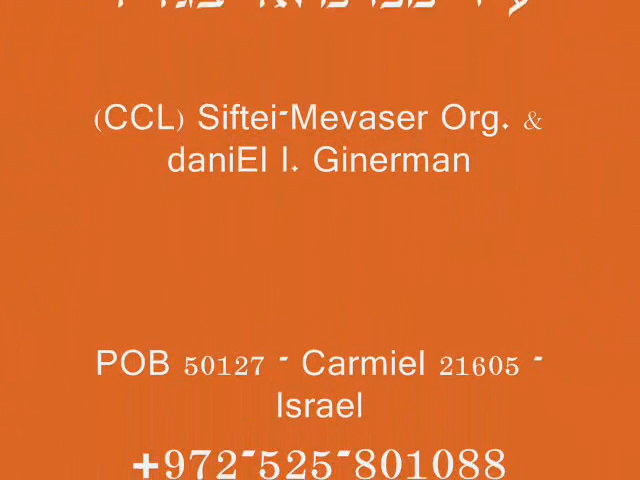 (CCL) Siftei-Mevaser Org. &
daniEl I. Ginerman
POB 50127 - Carmiel 21605 -
Israel
+972-525-801088